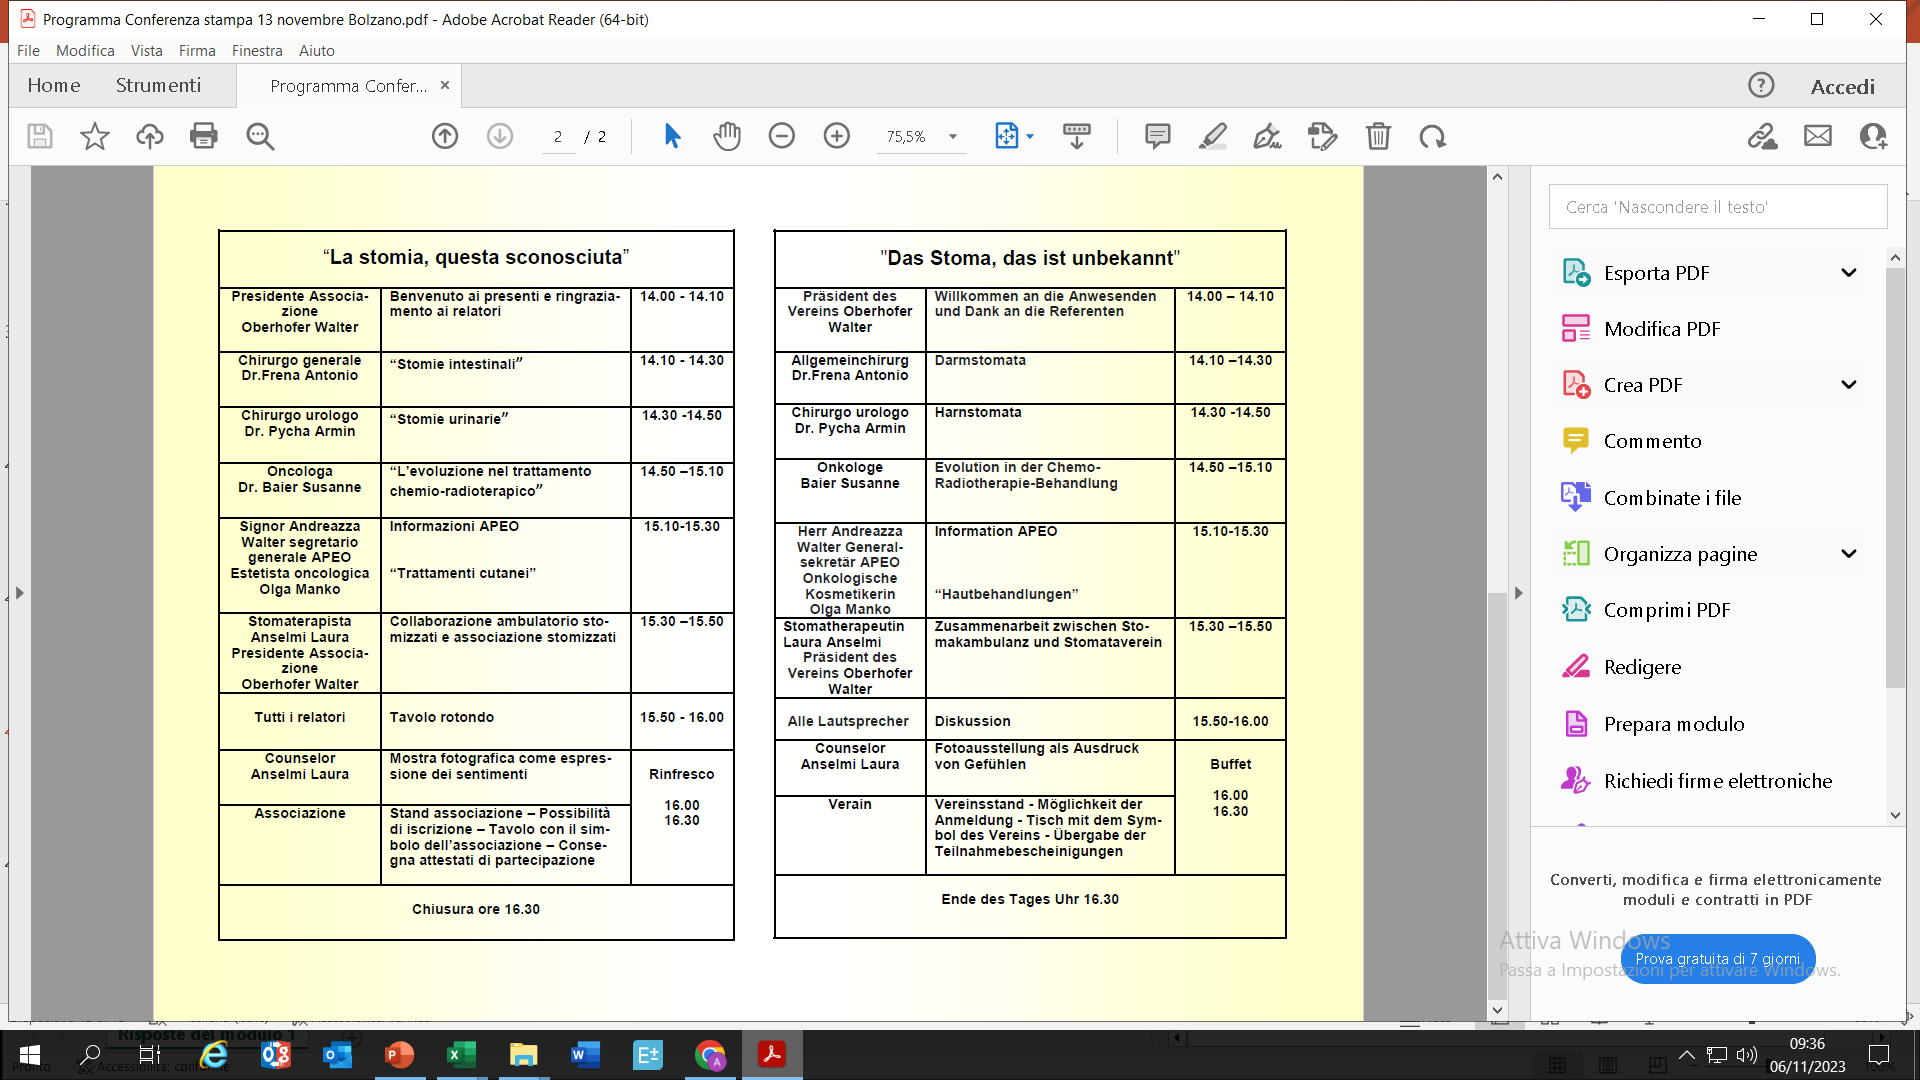 Programma Conferenza stampa 13 novembre Bolzano.pdf - Adobe Acrobat Reader (64-bit)
File Modifica Vista Firma Finestra Aiuto
Home Strumenti Programma Confer... × ? Accedi
2 / 2 75,5%
“La stomia, questa sconosciuta”
Presidente Associa-
zione
Oberhofer Walter
Benvenuto ai presenti e ringrazia-
mento ai relatori
14.00 - 14.10
Chirurgo generale
Dr.Frena Antonio
“Stomie intestinali”
14.10 - 14.30
Chirurgo urologo
Dr. Pycha Armin
“Stomie urinarie”
14.30 -14.50
Oncologa
Dr. Baier Susanne
“L’evoluzione nel trattamento
chemio-radioterapico”
14.50 –15.10
Signor Andreazza
Walter segretario
generale APEO
Estetista oncologica
Olga Manko
Informazioni APEO
“Trattamenti cutanei”
15.10-15.30
Stomaterapista
Anselmi Laura
Presidente Associa-
zione
Oberhofer Walter
Collaborazione ambulatorio sto-
mizzati e associazione stomizzati
15.30 –15.50
Tutti i relatori
Tavolo rotondo
15.50 - 16.00
Counselor
Anselmi Laura
Mostra fotografica come espres-
sione dei sentimenti
Rinfresco
16.00
16.30
Associazione
Stand associazione – Possibilità
di iscrizione – Tavolo con il sim-
bolo dell’associazione – Conse-
gna attestati di partecipazione
Chiusura ore 16.30
"Das Stoma, das ist unbekannt"
Präsident des
Vereins Oberhofer
Walter
Willkommen an die Anwesenden
und Dank an die Referenten
14.00 – 14.10
Allgemeinchirurg
Dr.Frena Antonio
Darmstomata
14.10 –14.30
Chirurgo urologo
Dr. Pycha Armin
Harnstomata
14.30 -14.50
Onkologe
Baier Susanne
Evolution in der Chemo-
Radiotherapie-Behandlung
14.50 –15.10
Herr Andreazza
Walter General-
sekretär APEO
Onkologische
Kosmetikerin
Olga Manko
Information APEO
“Hautbehandlungen”
15.10-15.30
Stomatherapeutin
Laura Anselmi
Präsident des
Vereins Oberhofer
Walter
Zusammenarbeit zwischen Sto-
makambulanz und Stomataverein
15.30 –15.50
Alle Lautsprecher
Diskussion
15.50-16.00
Counselor
Anselmi Laura
Fotoausstellung als Ausdruck
von Gefühlen
Buffet
16.00
16.30
Verain
Vereinsstand - Möglichkeit der
Anmeldung - Tisch mit dem Sym-
bol des Vereins - Übergabe der
Teilnahmebescheinigungen
Ende des Tages Uhr 16.30
Cerca 'Nascondere il testo'
Esporta PDF
Modifica PDF
Crea PDF
Commento
Combinate i file
Organizza pagine
Comprimi PDF
Redigere
Prepara modulo
Richiedi firme elettroniche
Converti, modifica e firma elettronicamente
moduli e contratti in PDF
Prova gratuita di 7 giorni
Attiva Windows
Passa a Impostazioni per attivare Windows.
Risposte del modulo 1
Pronto Accessibilità: conforme
100%
09:36
06/11/2023